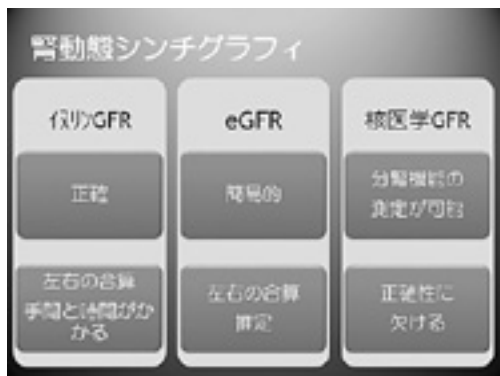 腎動態シンチグラフィ
ｲﾇﾘﾝGFR
正確
左右の合算
手間と時間がか
かる
eGFR
簡易的
左右の合算
推定
核医学GFR
分腎機能の
測定が可能
正確性に
欠ける